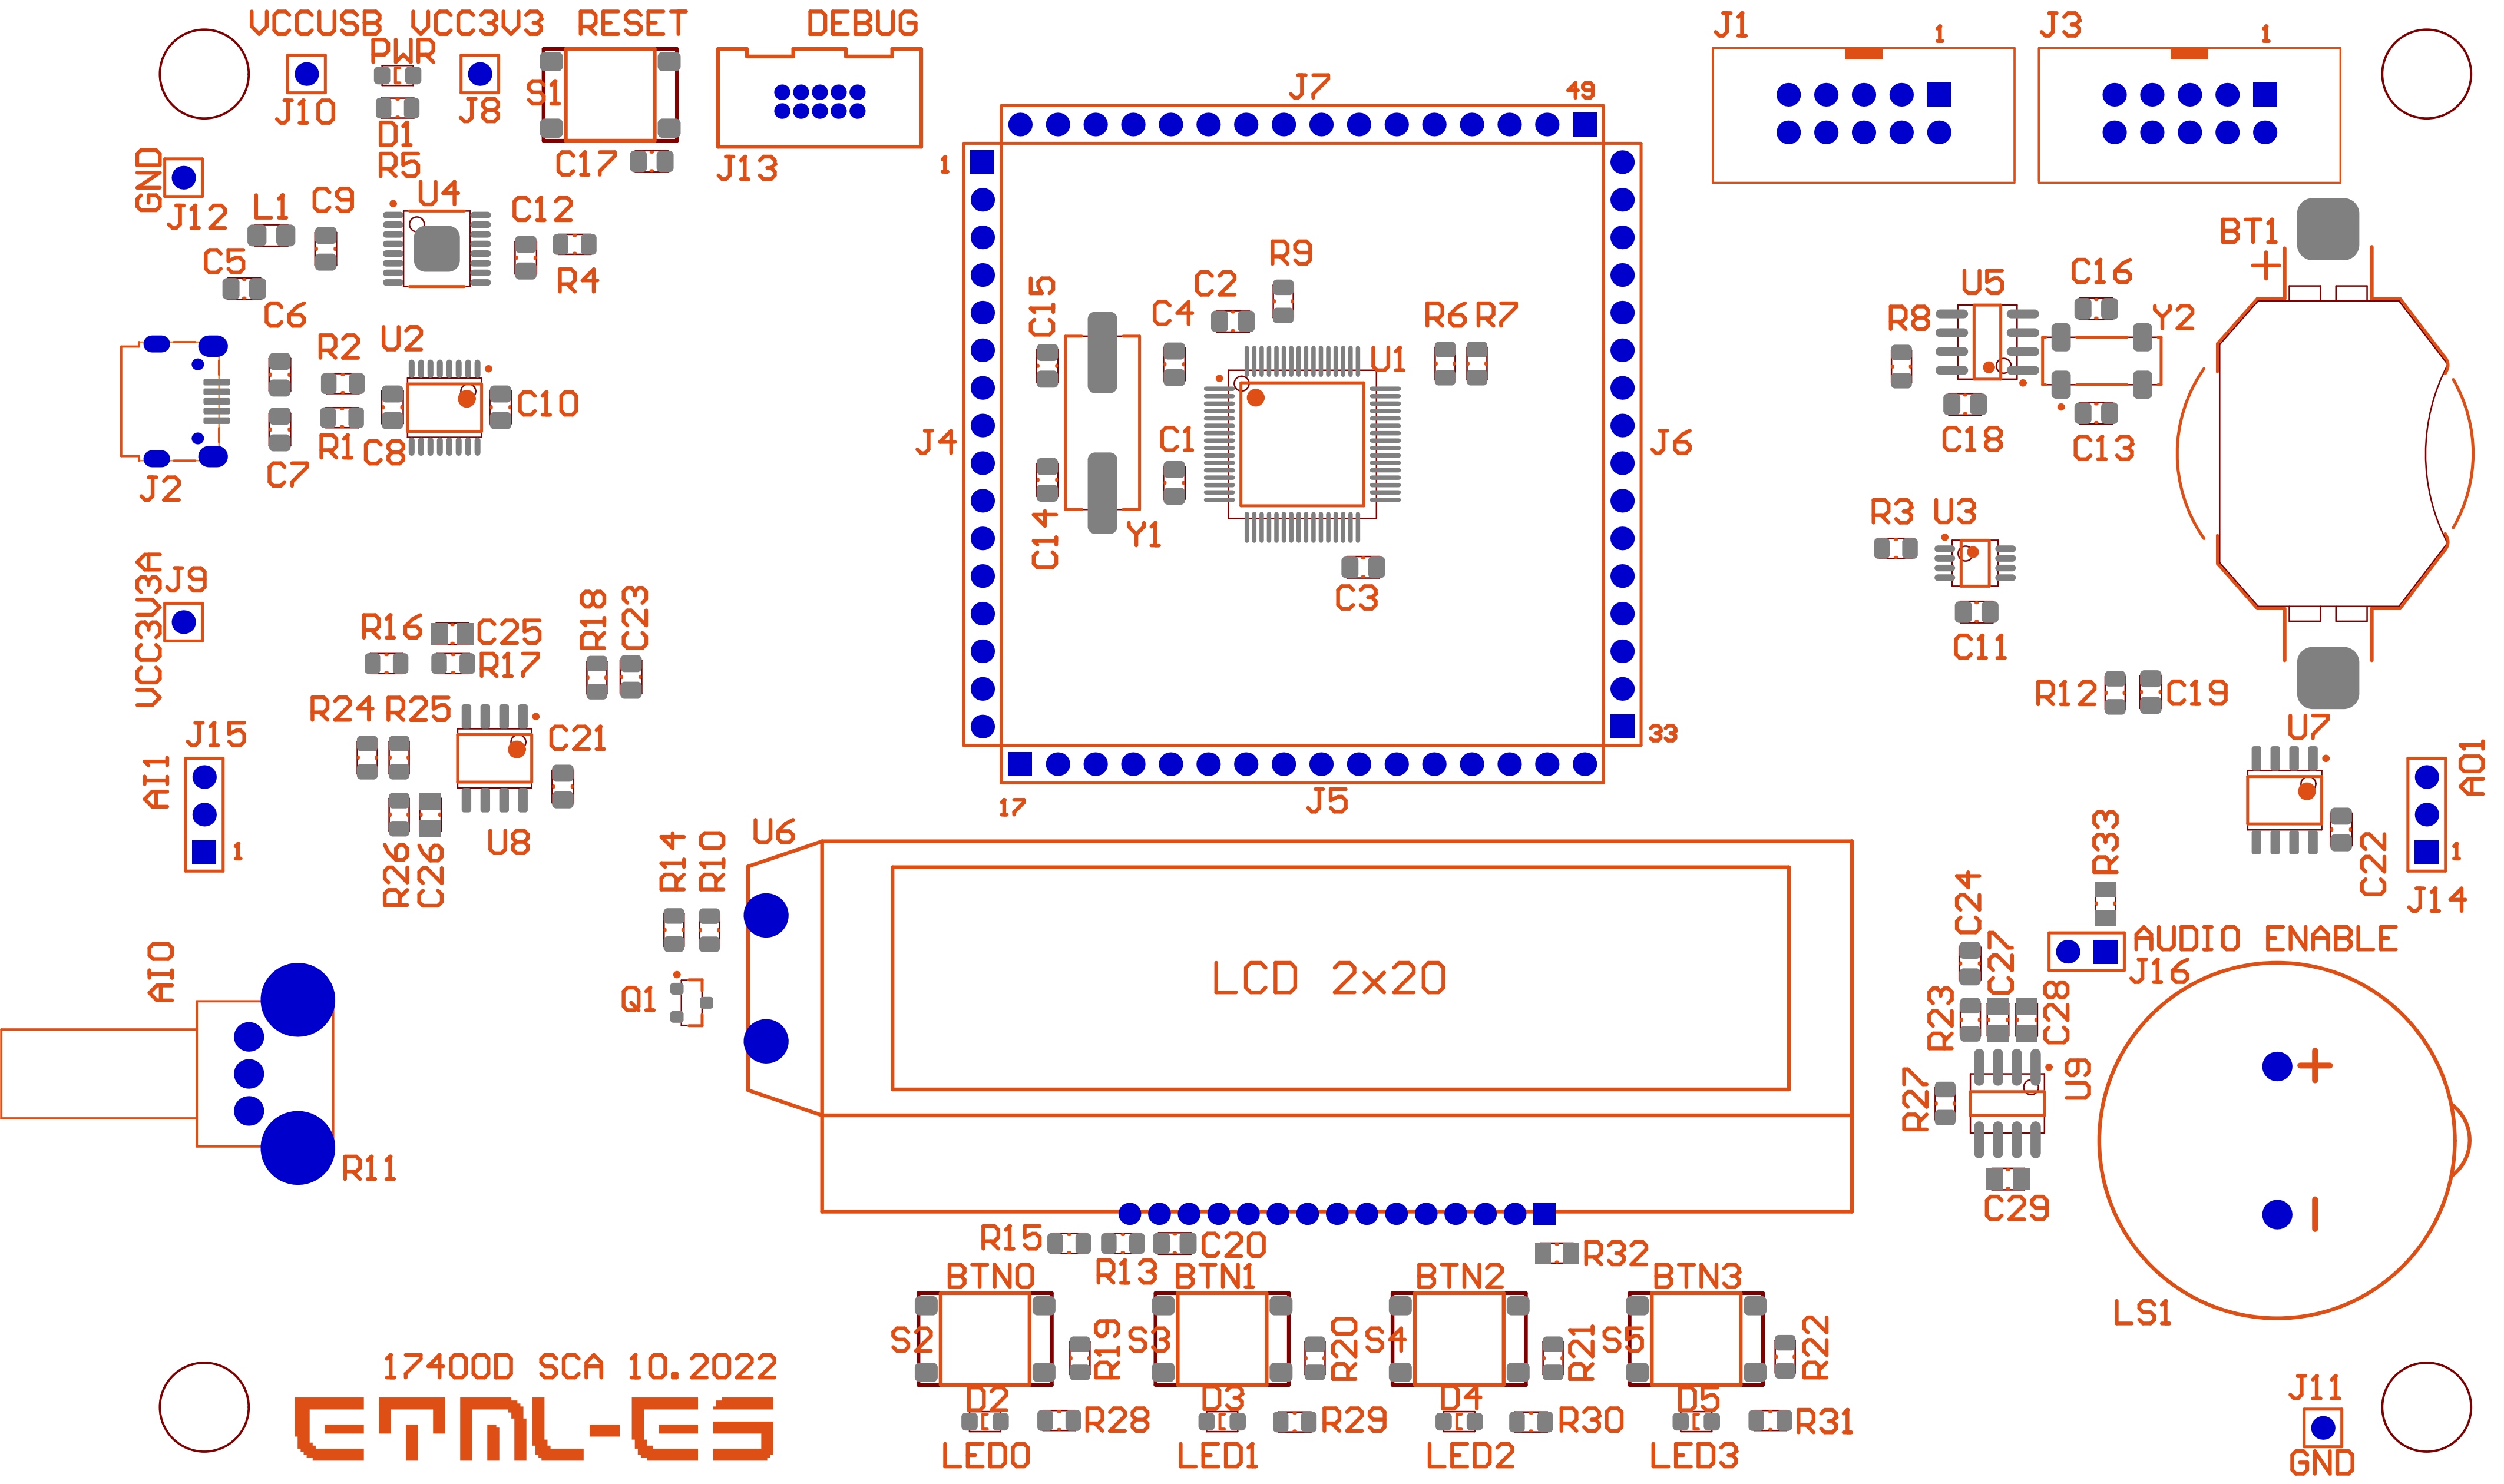 VCCUSB
VCC3V3
RESET
DEBUG
J1
1
J3
1
PWR
J10
J8
S1
D1
R5
C17
J13
J7
49
GND
J12
L1
C9
U4
C12
R4
1
C5
C6
R2
U2
R1
C8
C10
C7
J2
C15
C4
C2
R9
R6
R7
U1
C1
J4
J6
C14
Y1
C3
BT1
+
U5
C16
R8
Y2
C18
C13
R3
U3
C11
VCC3V3A
J9
R16
C25
R17
R18
C23
R24
R25
C21
U8
R26
C26
J15
AI1
1
17
J5
33
R12
C19
U7
AO1
C22
1
J14
R14
R10
U6
LCD 2x20
Q1
AI0
R11
R33
C24
AUDIO ENABLE
J16
C27
R23
C28
R27
U9
C29
+
-
LS1
R15
R13
C20
R32
BTN0
BTN1
BTN2
BTN3
S2
R19
S3
R20
S4
R21
S5
R22
D2
D3
D4
D5
R28
R29
R30
R31
LED0
LED1
LED2
LED3
17400D SCA 10.2022
ETML-ES
J11
GND